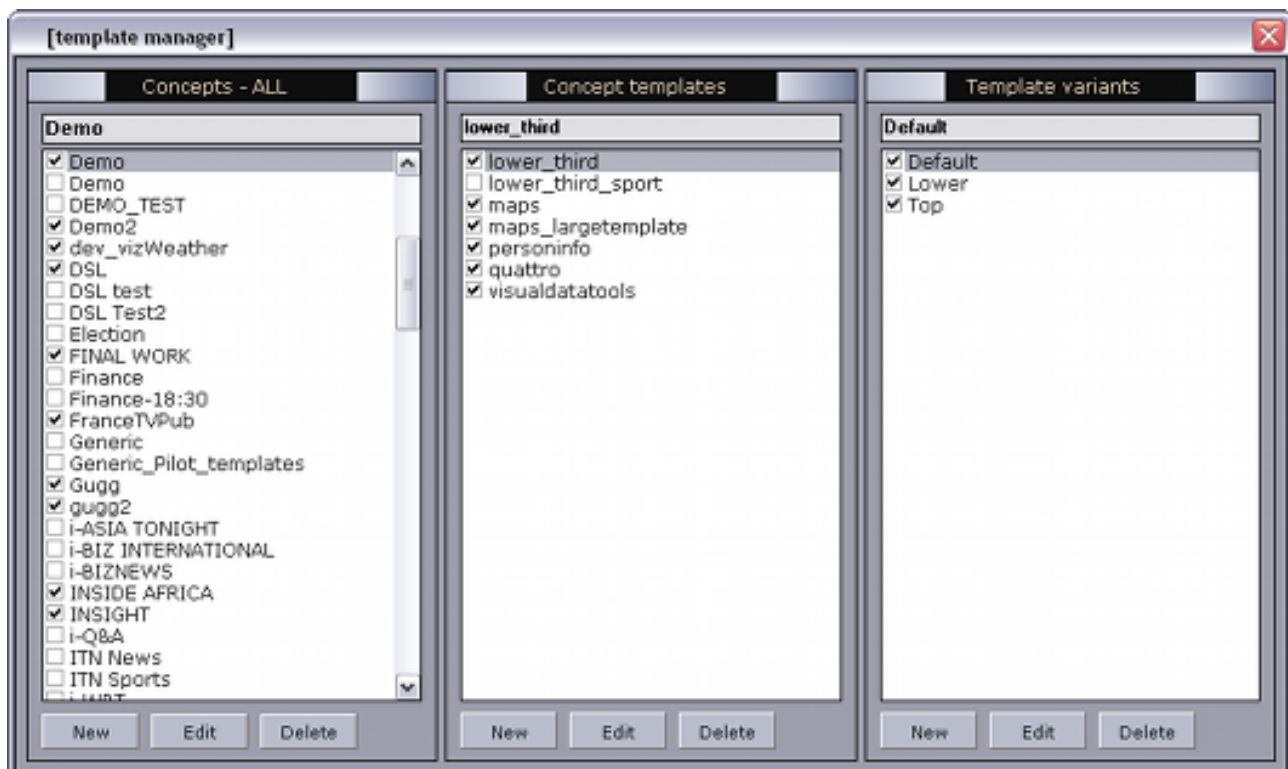 [template manager]
Concepts - ALL
Demo
Demo
Demo
DEMO_TEST
Demo2
dev_vizWeather
DSL
DSL test
DSL Test2
Election
FINAL WORK
Finance
Finance-18:30
FranceTVPub
Generic
Generic_Pilot_templates
Gugg
gugg2
i-ASIA TONIGHT
i-BIZ INTERNATIONAL
i-BIZNEWS
INSIDE AFRICA
INSIGHT
i-Q&A
ITN News
ITN Sports
New Edit Delete
Concept templates
lower_third
lower_third
lower_third_sport
maps
maps_largetemplate
personinfo
quattro
visualdatatools
New Edit Delete
Template variants
Default
Default
Lower
Top
New Edit Delete